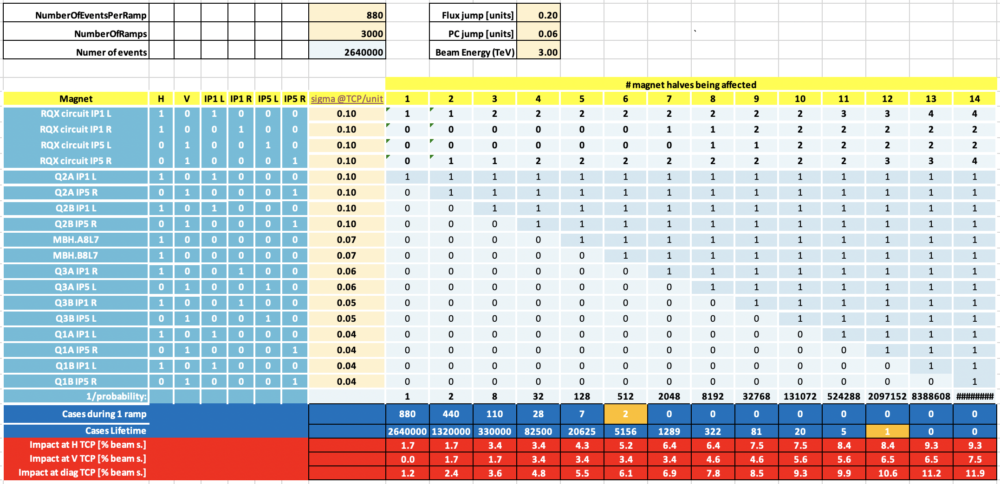 NumberOfEventsPerRamp 880 Flux jump [units] 0.20
NumberOfRamps 3000 PC jump [units] 0.06 `
Numer of events 2640000 Beam Energy (TeV) 3.00
# magnet halves being affected
Magnet H V IP1 L IP1 R IP5 L IP5 R sigma @TCP/unit 1 2 3 4 5 6 7 8 9 10 11 12 13 14
RQX circuit IP1 L 1 0 1 0 0 0 0.10 1 1 2 2 2 2 2 2 2 2 3 3 4 4
RQX circuit IP1 R 1 0 0 1 0 0 0.10 0 0 0 0 0 0 1 1 2 2 2 2 2 2
RQX circuit IP5 L 0 1 0 0 1 0 0.10 0 0 0 0 0 0 0 1 1 2 2 2 2 2
RQX circuit IP5 R 0 1 0 0 0 1 0.10 0 1 1 2 2 2 2 2 2 2 2 3 3 4
Q2A IP1 L 1 0 1 0 0 0 0.10 1 1 1 1 1 1 1 1 1 1 1 1 1 1
Q2A IP5 R 0 1 0 0 0 1 0.10 0 1 1 1 1 1 1 1 1 1 1 1 1 1
Q2B IP1 L 1 0 1 0 0 0 0.10 0 0 1 1 1 1 1 1 1 1 1 1 1 1
Q2B IP5 R 0 1 0 0 0 1 0.10 0 0 0 1 1 1 1 1 1 1 1 1 1 1
MBH.A8L7 1 0 0 0 0 0 0.07 0 0 0 0 1 1 1 1 1 1 1 1 1 1
MBH.B8L7 1 0 0 0 0 0 0.07 0 0 0 0 0 1 1 1 1 1 1 1 1 1
Q3A IP1 R 1 0 0 1 0 0 0.06 0 0 0 0 0 0 1 1 1 1 1 1 1 1
Q3A IP5 L 0 1 0 0 1 0 0.06 0 0 0 0 0 0 0 1 1 1 1 1 1 1
Q3B IP1 R 1 0 0 1 0 0 0.05 0 0 0 0 0 0 0 0 1 1 1 1 1 1
Q3B IP5 L 0 1 0 0 1 0 0.05 0 0 0 0 0 0 0 0 0 1 1 1 1 1
Q1A IP1 L 1 0 1 0 0 0 0.04 0 0 0 0 0 0 0 0 0 0 1 1 1 1
Q1A IP5 R 0 1 0 0 0 1 0.04 0 0 0 0 0 0 0 0 0 0 0 1 1 1
Q1B IP1 L 1 0 1 0 0 0 0.04 0 0 0 0 0 0 0 0 0 0 0 0 1 1
Q1B IP5 R 0 1 0 0 0 1 0.04 0 0 0 0 0 0 0 0 0 0 0 0 0 1
1/probability: 1 2 8 32 128 512 2048 8192 32768 131072 524288 2097152 8388608 ########
Cases during 1 ramp 880 440 110 28 7 2 0 0 0 0 0 0 0 0
Cases Lifetime 2640000 1320000 330000 82500 20625 5156 1289 322 81 20 5 1 0 0
Impact at H TCP [% beam s.] 1.7 1.7 3.4 3.4 4.3 5.2 6.4 6.4 7.5 7.5 8.4 8.4 9.3 9.3
Impact at V TCP [% beam s.] 0.0 1.7 1.7 3.4 3.4 3.4 3.4 4.6 4.6 5.6 5.6 6.5 6.5 7.5
Impact at diag TCP [% beam s.] 1.2 2.4 3.6 4.8 5.5 6.1 6.9 7.8 8.5 9.3 9.9 10.6 11.2 11.9